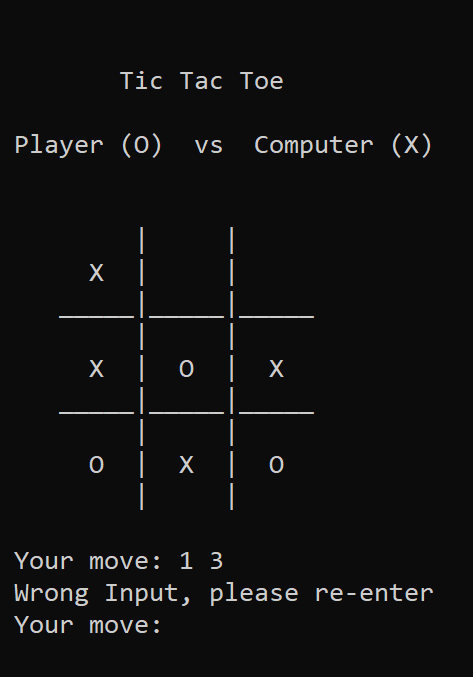 Tic Tac Toe
Player (O) vs Computer (X)
X
X | O | X
O | X | O
Your move: 1 3
Wrong Input, please re-enter
Your move: